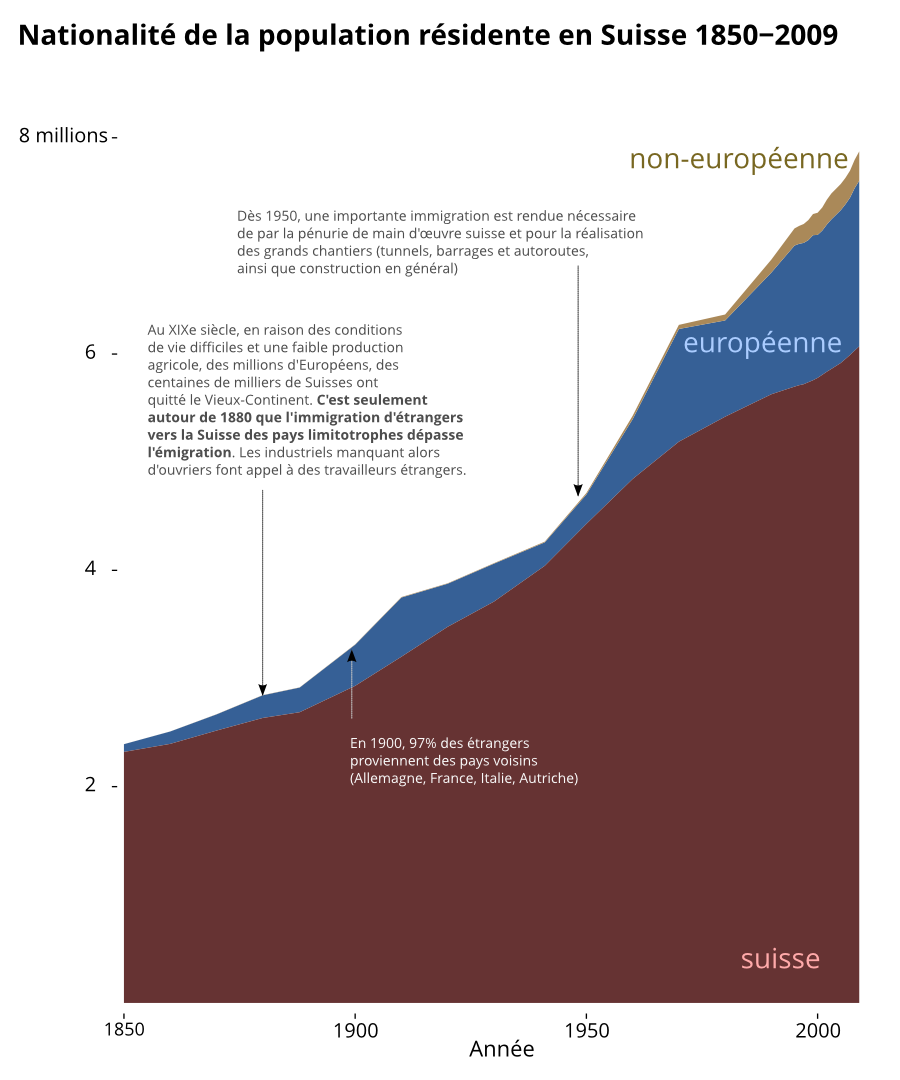 Nationalité de la population résidente en Suisse 1850−2009
8 millions
non-européenne
Dès 1950, une importante immigration est rendue nécessaire
de par la pénurie de main d'œuvre suisse et pour la réalisation
des grands chantiers (tunnels, barrages et autoroutes,
ainsi que construction en général)
Au XIXe siècle, en raison des conditions
de vie difficiles et une faible production
agricole, des millions d'Européens, des
centaines de milliers de Suisses ont
quitté le Vieux-Continent. C'est seulement
autour de 1880 que l'immigration d'étrangers
vers la Suisse des pays limitotrophes dépasse
l'émigration. Les industriels manquant alors
d'ouvriers font appel à des travailleurs étrangers.
6
européenne
4
En 1900, 97% des étrangers
proviennent des pays voisins
(Allemagne, France, Italie, Autriche)
2
suisse
1850 1900 1950 2000
Année